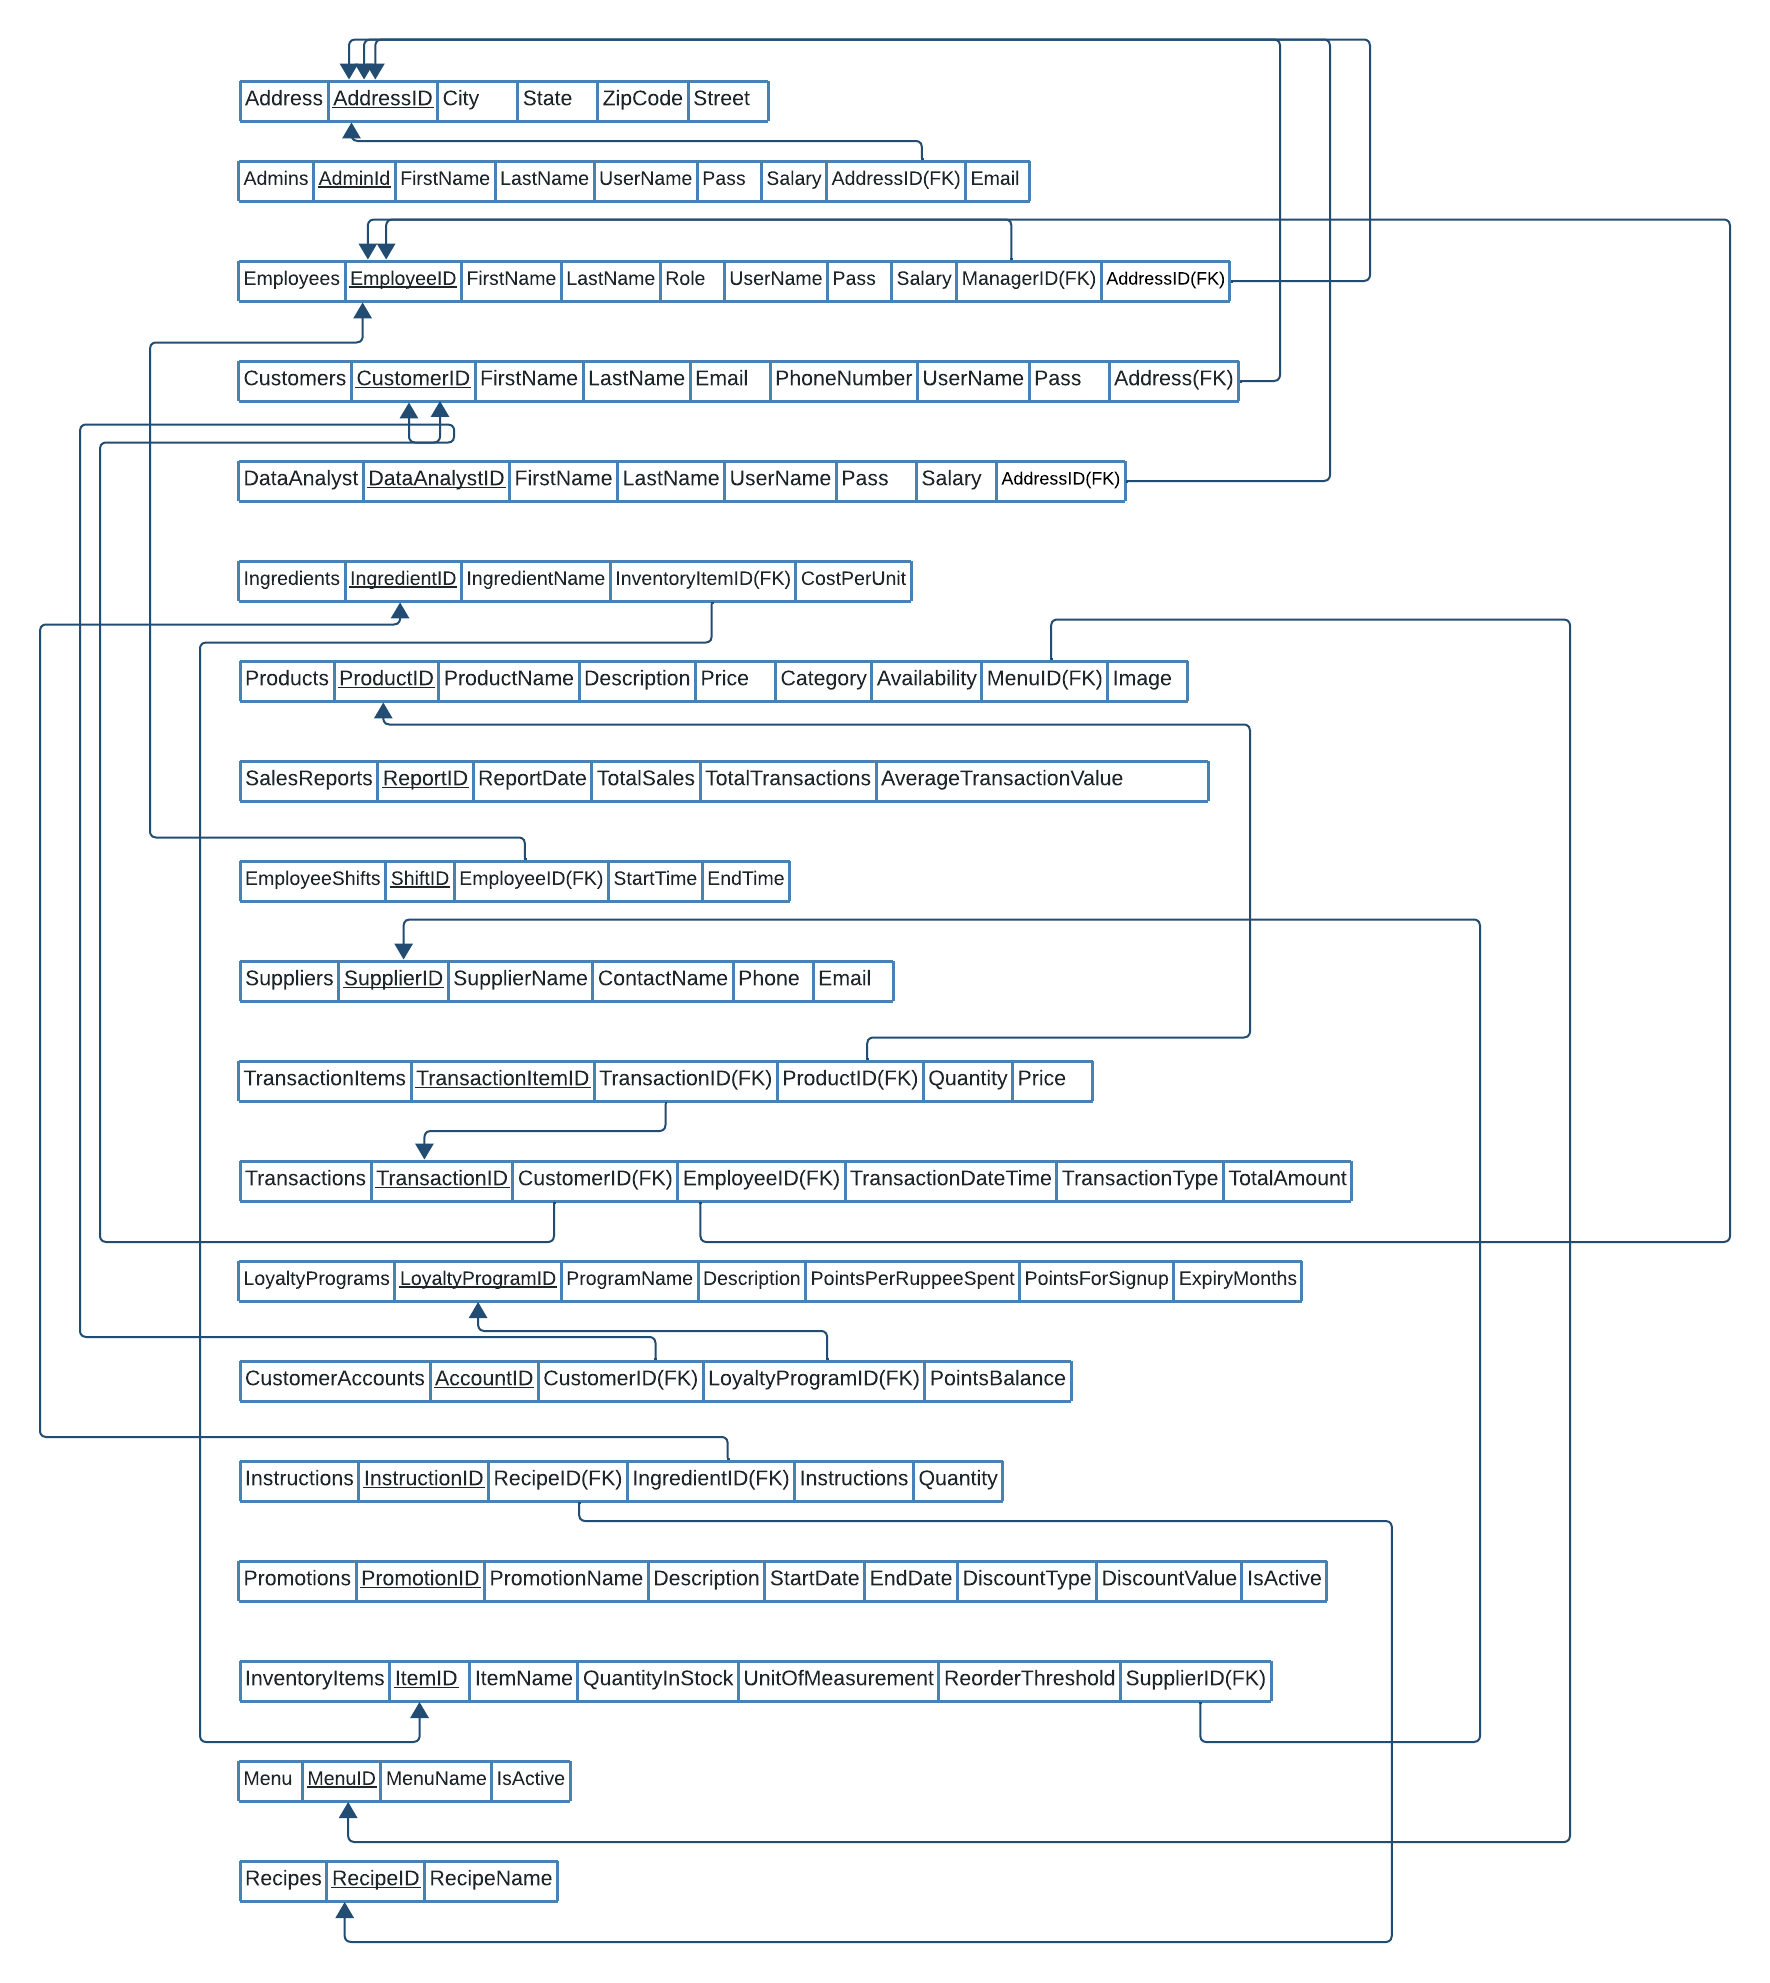 Address AddressID City State ZipCode Street
Admins AdminId FirstName LastName UserName Pass Salary AddressID(FK) Email
Employees EmployeeID FirstName LastName Role UserName Pass Salary ManagerID(FK) AddressID(FK)
Customers CustomerID FirstName LastName Email PhoneNumber UserName Pass Address(FK)
DataAnalyst DataAnalystID FirstName LastName UserName Pass Salary AddressID(FK)
Ingredients IngredientID IngredientName InventoryItemID(FK) CostPerUnit
Products ProductID ProductName Description Price Category Availability MenuID(FK) Image
SalesReports ReportID ReportDate TotalSales TotalTransactions AverageTransactionValue
EmployeeShifts ShiftID EmployeeID(FK) StartTime EndTime
Suppliers SupplierID SupplierName ContactName Phone Email
TransactionItems TransactionItemID TransactionID(FK) ProductID(FK) Quantity Price
Transactions TransactionID CustomerID(FK) EmployeeID(FK) TransactionDateTime TransactionType TotalAmount
LoyaltyPrograms LoyaltyProgramID ProgramName Description PointsPerRuppeeSpent PointsForSignup ExpiryMonths
CustomerAccounts AccountID CustomerID(FK) LoyaltyProgramID(FK) PointsBalance
Instructions InstructionID RecipeID(FK) IngredientID(FK) Instructions Quantity
Promotions PromotionID PromotionName Description StartDate EndDate DiscountType DiscountValue IsActive
InventoryItems ItemID ItemName QuantityInStock UnitOfMeasurement ReorderThreshold SupplierID(FK)
Menu MenuID MenuName IsActive
Recipes RecipeID RecipeName